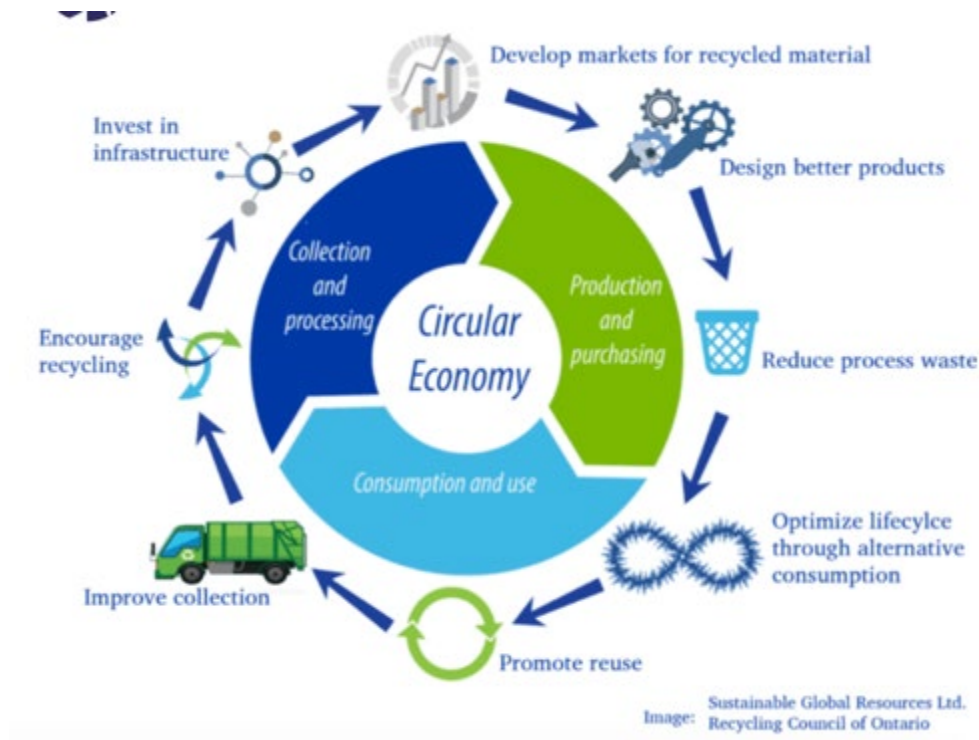 Develop markets for recycled material
Invest in
infrastructure
Design better products
Collection
and
processing
Production
and
purchasing
Circular
Economy
Encourage
recycling
Reduce process waste
Consumption and use
Optimize lifecylce
through alternative
consumption
Improve collection
Promote reuse
Image:
Sustainable Global Resources Ltd.
Recycling Council of Ontario